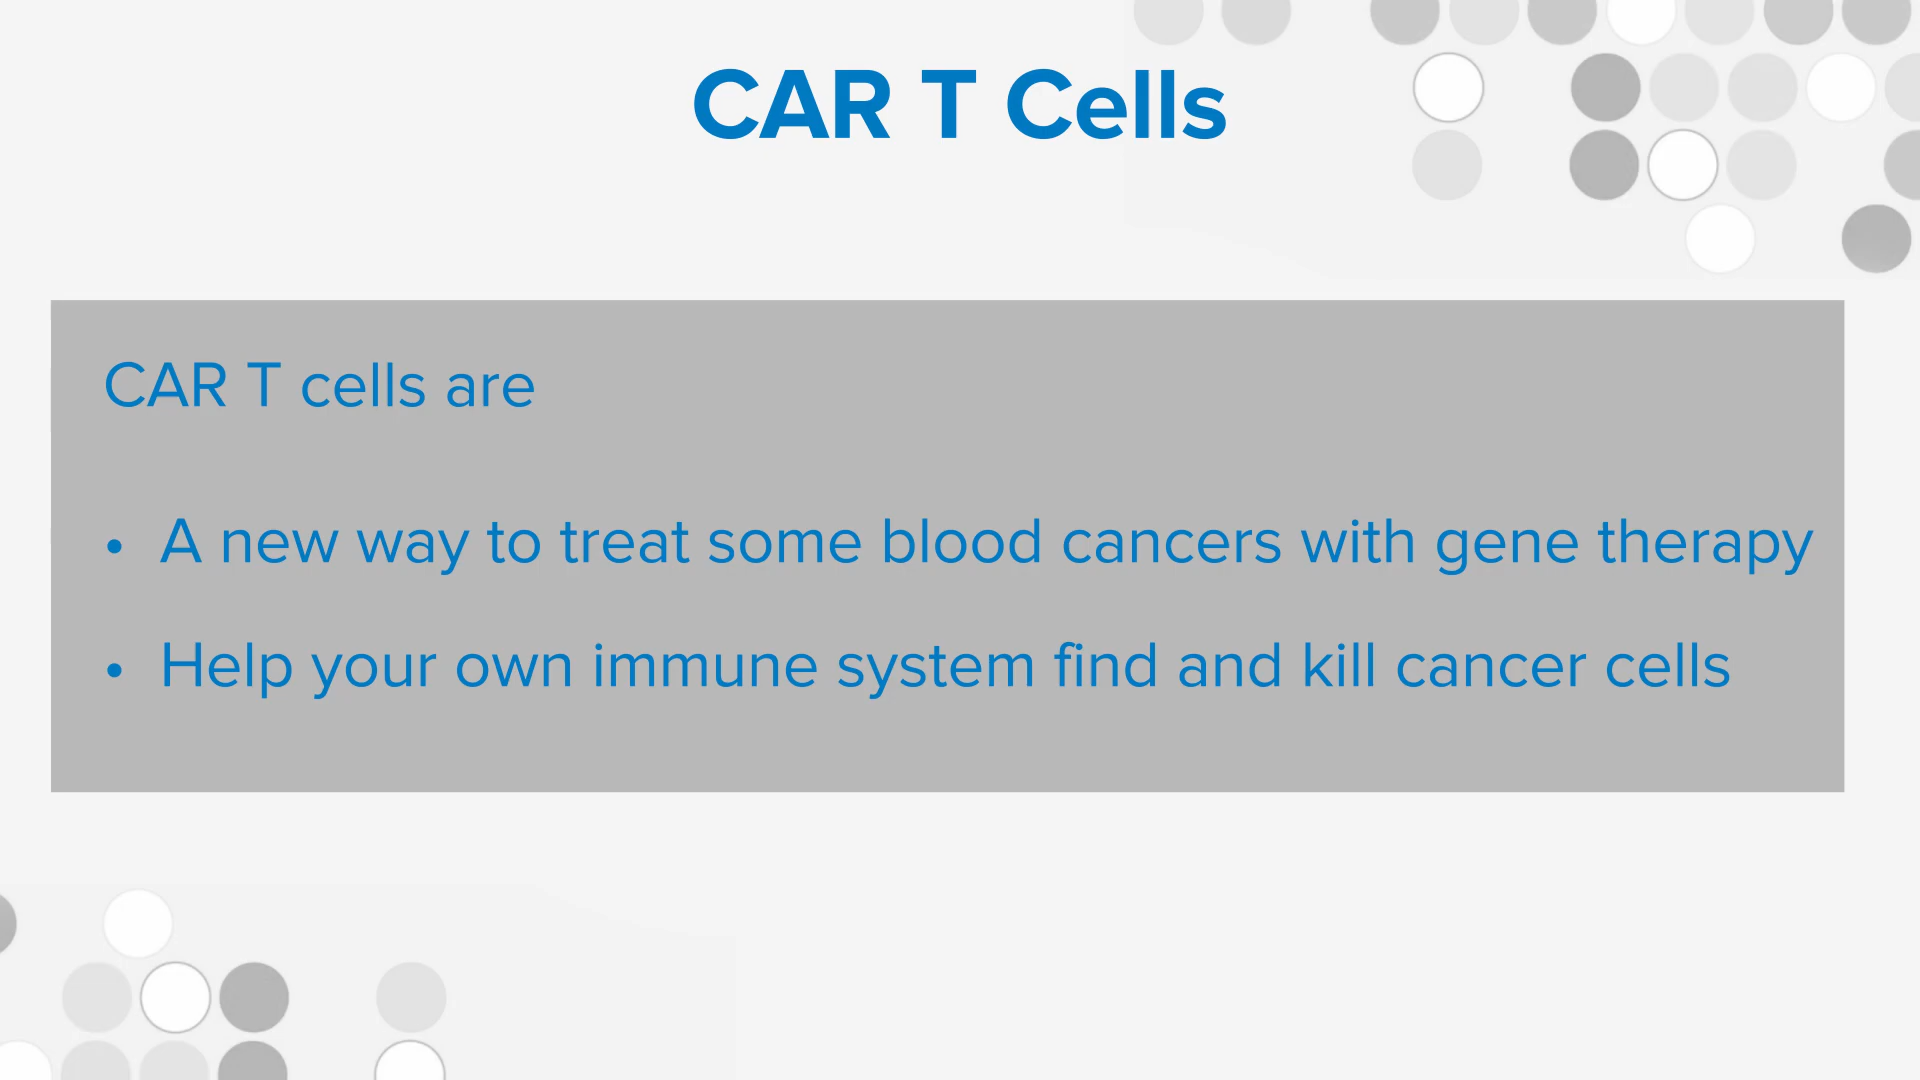 CAR T Cells
CAR T cells are
• A new way to treat some blood cancers with gene therapy
• Help your own immune system find and kill cancer cells